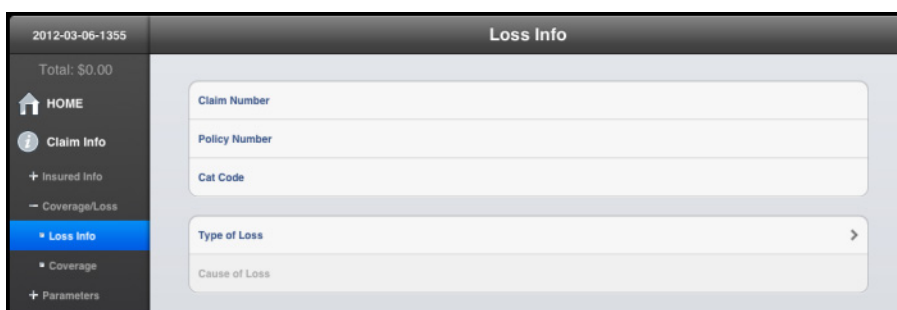 2012-03-06-1355
Loss Info
Total: $0.00
HOME
Claim Info
+ Insured Info
− Coverage/Loss
Loss Info
Coverage
+ Parameters
Claim Number
Policy Number
Cat Code
Type of Loss
Cause of Loss